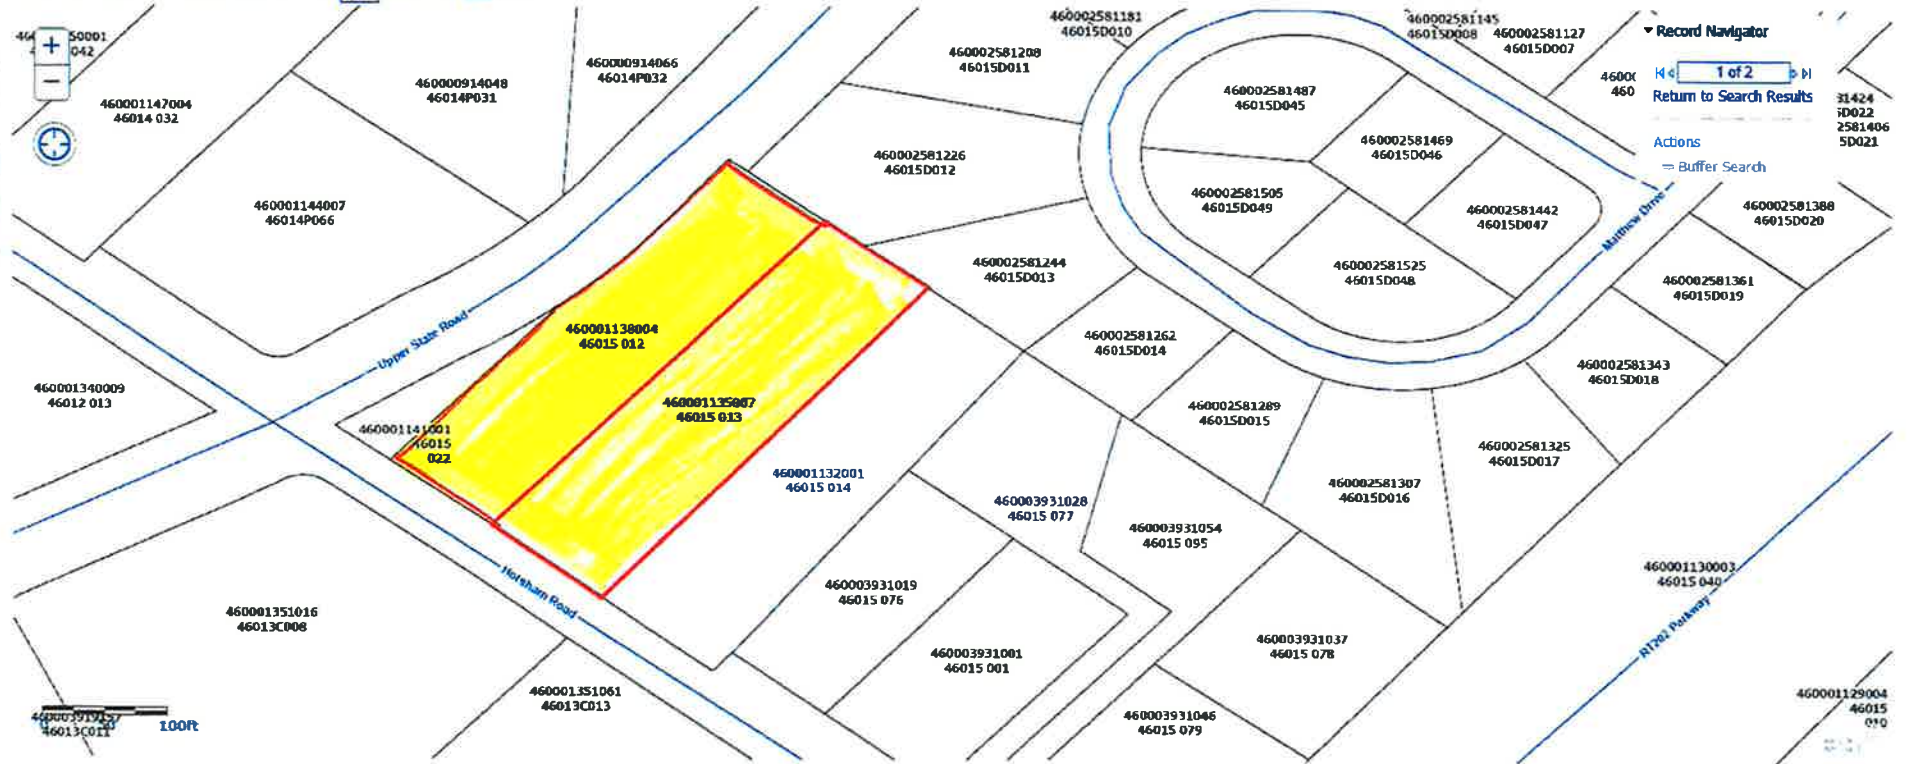 042
+
−
460001147004
46014 032
460000914048
46014P031
460000914066
46014P032
460001144007
46014P066
460002581208
46015D011
460002581181
46015D010
460002581145
46015D008
460002581127
46015D007
460002581226
46015D012
460002581487
46015D045
460002581469
46015D046
460002581505
46015D049
460002581442
46015D047
460002581525
46015D048
Matthew Drive
Record Navigator
1 of 2
Return to Search Results
Actions
Buffer Search
460002581388
46015D020
460002581361
46015D019
460002581244
46015D013
460002581262
46015D014
460002581343
46015D018
460002581289
46015D015
460002581325
46015D017
460002581307
46015D016
Upper State Road
460001138004
46015 012
460001135007
46015 013
460001340009
46012 013
460001141001
46015
022
460001132001
46015 014
460003931028
46015 077
460003931054
46015 095
460003931019
46015 076
460003931001
46015 001
460003931037
46015 078
460003931046
46015 079
460001130003
46015 040
Rt202 Parkway
Horsham Road
460001351016
46013C008
460001351061
46013C013
46013C011
100ft
460001129004
46015